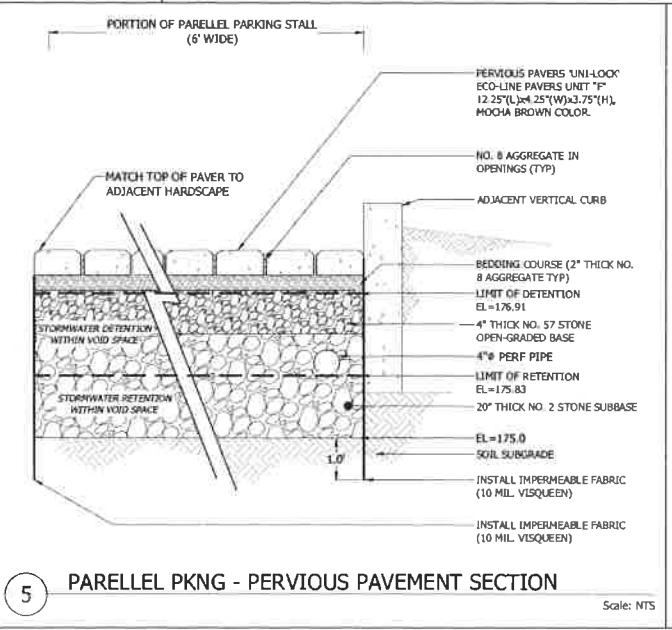 PORTION OF PARELLEL PARKING STALL
(6' WIDE)
PERVIOUS PAVERS 'UNI-LOCK'
ECO-LINE PAVERS UNIT "F"
12.25"(L)x4.25"(W)x3.75"(H),
MOCHA BROWN COLOR.
NO. 8 AGGREGATE IN
OPENINGS (TYP)
MATCH TOP OF PAVER TO
ADJACENT HARDSCAPE
ADJACENT VERTICAL CURB
BEDDING COURSE (2" THICK NO.
8 AGGREGATE TYP)
LIMIT OF DETENTION
EL=176.91
STORMWATER DETENTION
WITHIN VOID SPACE
4" THICK NO. 57 STONE
OPEN-GRADED BASE
4"ø PERF PIPE
LIMIT OF RETENTION
EL=175.83
STORMWATER RETENTION
WITHIN VOID SPACE
20" THICK NO. 2 STONE SUBBASE
EL=175.0
1.0'
SOIL SUBGRADE
INSTALL IMPERMEABLE FABRIC
(10 MIL. VISQUEEN)
INSTALL IMPERMEABLE FABRIC
(10 MIL. VISQUEEN)
5 PARELLEL PKNG - PERVIOUS PAVEMENT SECTION
Scale: NTS